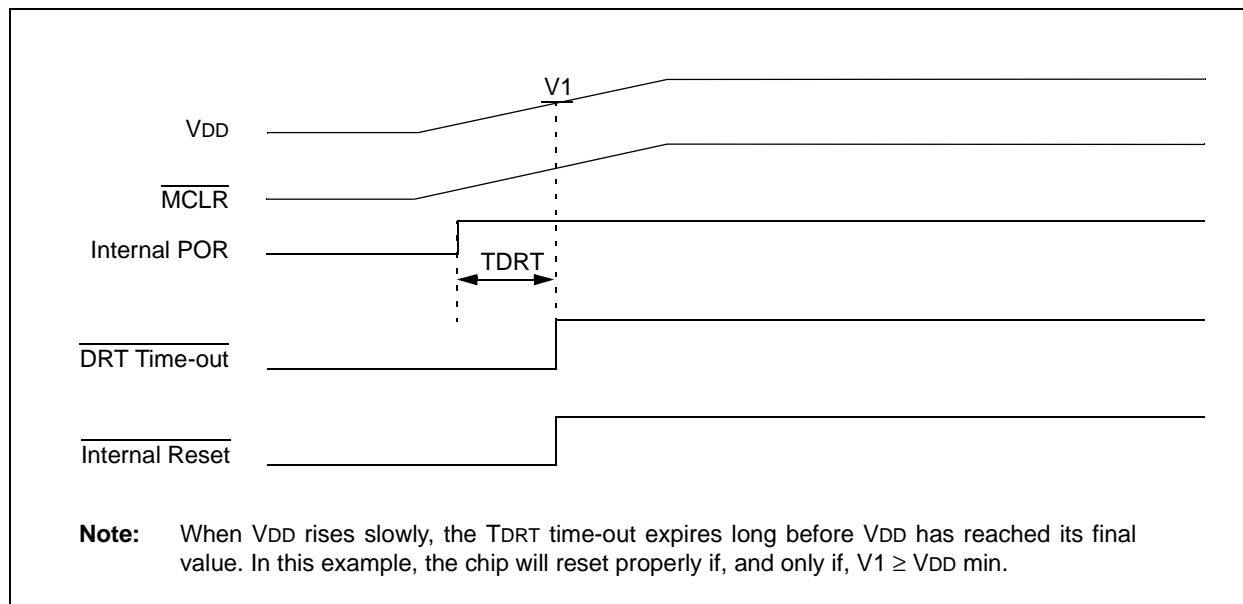 V1
VDD
MCLR
Internal POR
TDRT
DRT Time-out
Internal Reset
Note: When VDD rises slowly, the TDRT time-out expires long before VDD has reached its final
value. In this example, the chip will reset properly if, and only if, V1 ≥ VDD min.